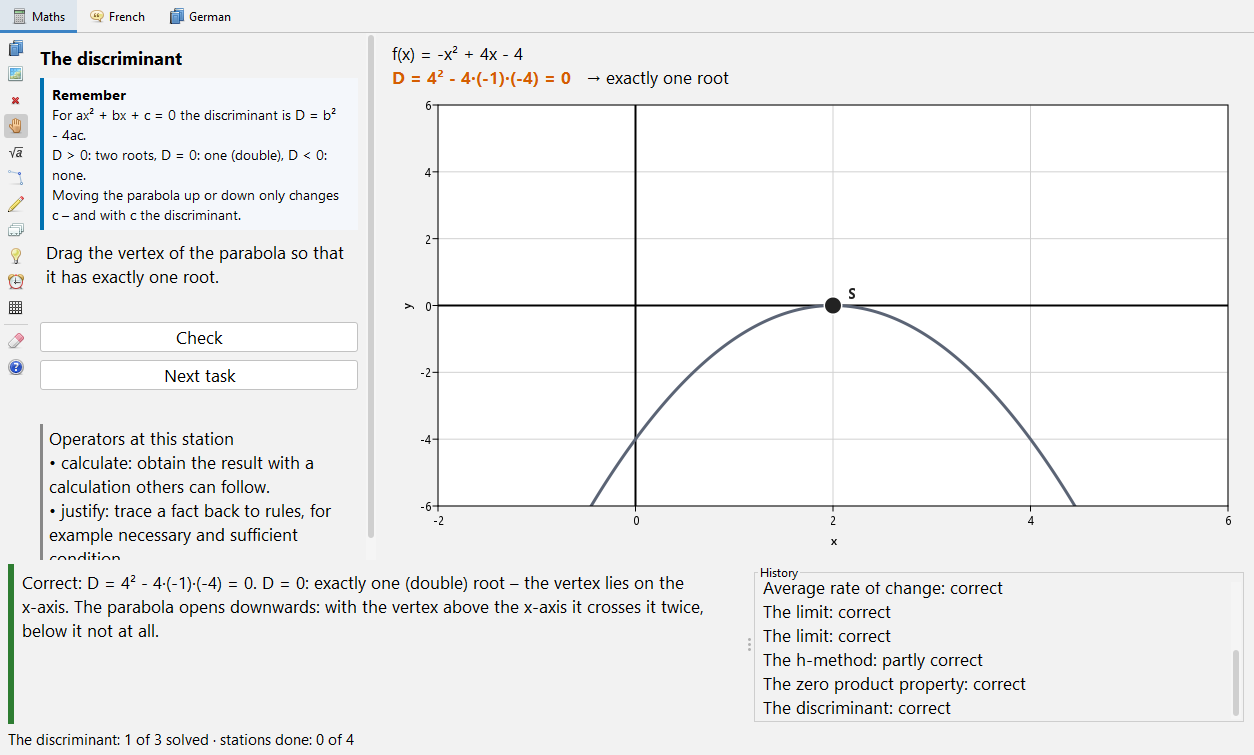 Maths French German
The discriminant
Remember
For ax² + bx + c = 0 the discriminant is D = b²
- 4ac.
D > 0: two roots, D = 0: one (double), D < 0:
none.
Moving the parabola up or down only changes
c – and with c the discriminant.
Drag the vertex of the parabola so that
it has exactly one root.
Check
Next task
Operators at this station
• calculate: obtain the result with a
calculation others can follow.
• justify: trace a fact back to rules, for
example necessary and sufficient
condition
f(x) = -x² + 4x - 4
D = 4² - 4·(-1)·(-4) = 0 → exactly one root
6
4
2
0
-2
-4
-6
y
S
-2 0 2 4 6
x
Correct: D = 4² - 4·(-1)·(-4) = 0. D = 0: exactly one (double) root – the vertex lies on the
x-axis. The parabola opens downwards: with the vertex above the x-axis it crosses it twice,
below it not at all.
History
Average rate of change: correct
The limit: correct
The limit: correct
The h-method: partly correct
The zero product property: correct
The discriminant: correct
The discriminant: 1 of 3 solved · stations done: 0 of 4